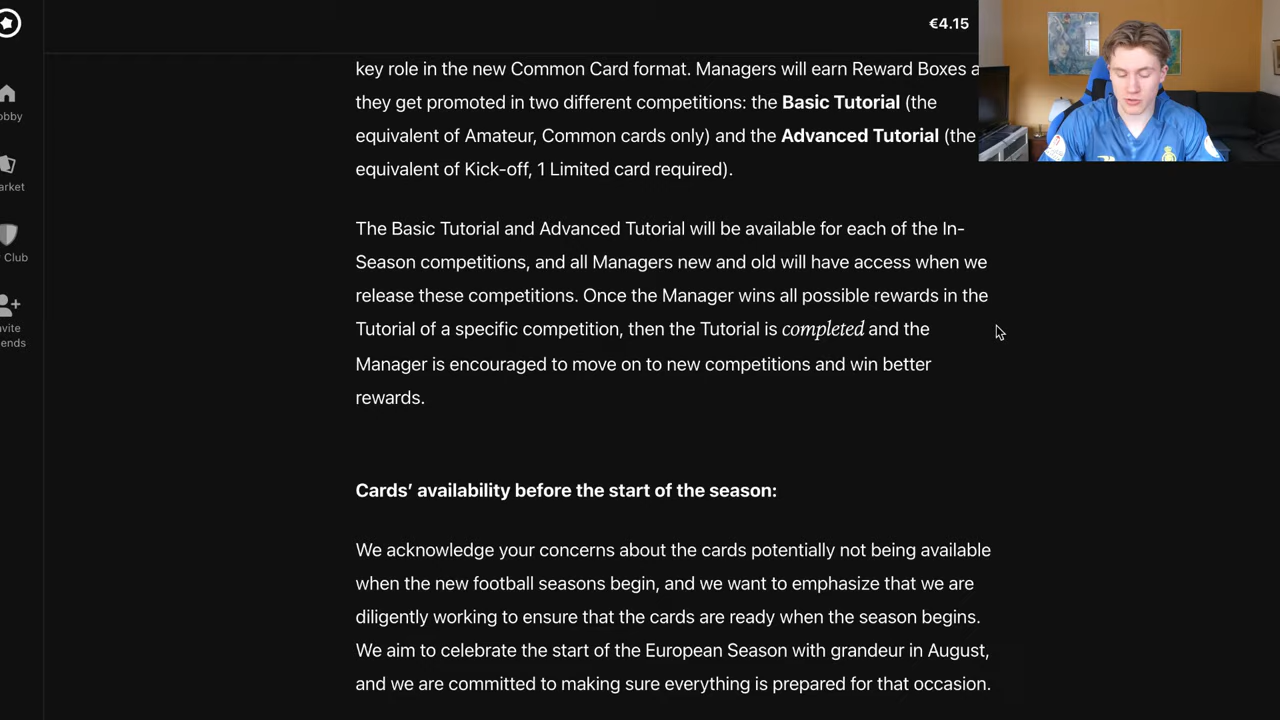 €4.15
key role in the new Common Card format. Managers will earn Reward Boxes a
they get promoted in two different competitions: the Basic Tutorial (the
equivalent of Amateur, Common cards only) and the Advanced Tutorial (the
equivalent of Kick-off, 1 Limited card required).
The Basic Tutorial and Advanced Tutorial will be available for each of the In-
Season competitions, and all Managers new and old will have access when we
release these competitions. Once the Manager wins all possible rewards in the
Tutorial of a specific competition, then the Tutorial is completed and the
Manager is encouraged to move on to new competitions and win better
rewards.
Cards’ availability before the start of the season:
We acknowledge your concerns about the cards potentially not being available
when the new football seasons begin, and we want to emphasize that we are
diligently working to ensure that the cards are ready when the season begins.
We aim to celebrate the start of the European Season with grandeur in August,
and we are committed to making sure everything is prepared for that occasion.
obby
arket
Club
vite
ends